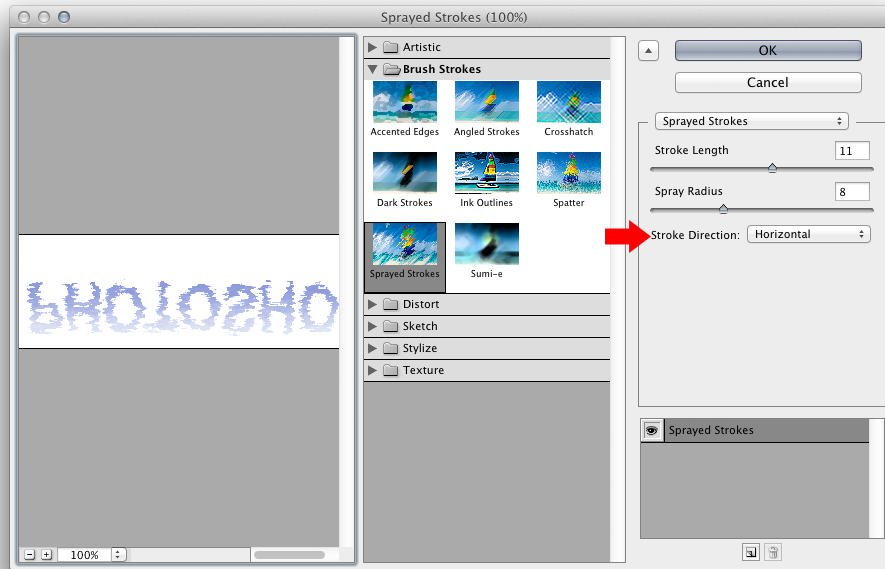 Sprayed Strokes (100%)
PHOTOSHO
100%
Artistic
Brush Strokes
Accented Edges
Angled Strokes
Crosshatch
Dark Strokes
Ink Outlines
Spatter
Sprayed Strokes
Sumi-e
Distort
Sketch
Stylize
Texture
OK
Cancel
Sprayed Strokes
Stroke Length 11
Spray Radius 8
Stroke Direction: Horizontal
Sprayed Strokes